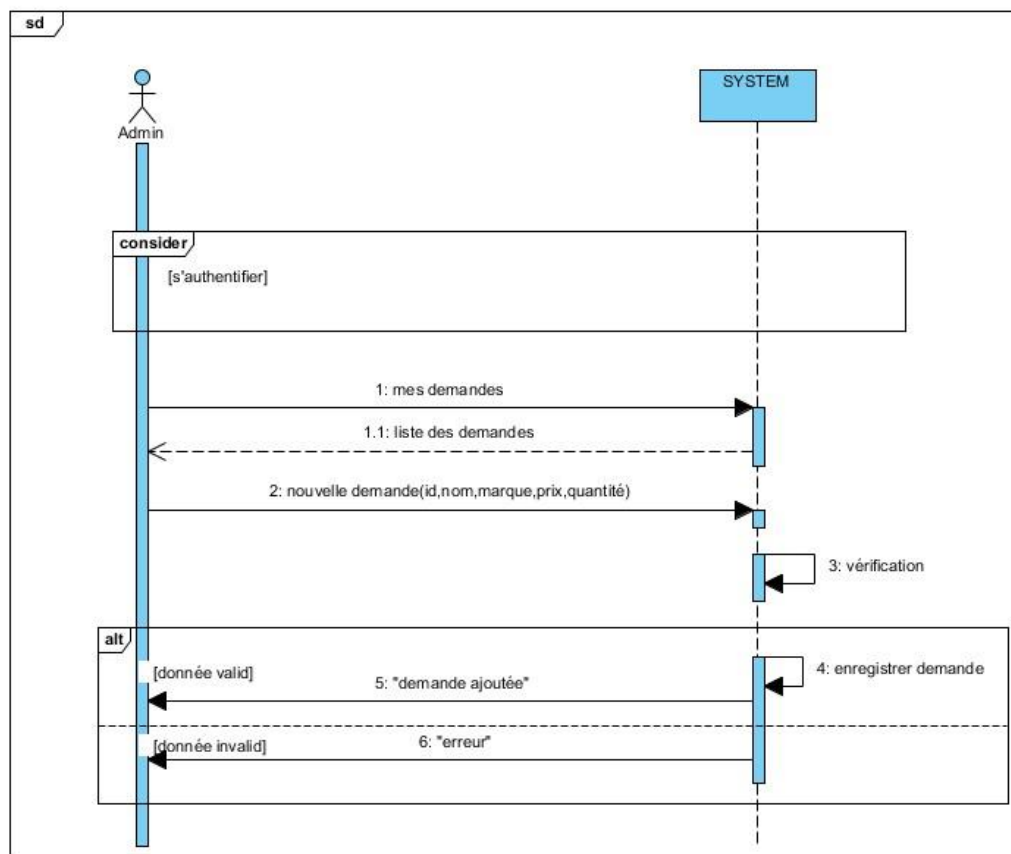 sd
SYSTEM
Admin
consider
[s'authentifier]
1: mes demandes
1.1: liste des demandes
2: nouvelle demande(id,nom,marque,prix,quantité)
3: vérification
alt
[donnée valid]
4: enregistrer demande
5: "demande ajoutée"
[donnée invalid]
6: "erreur"